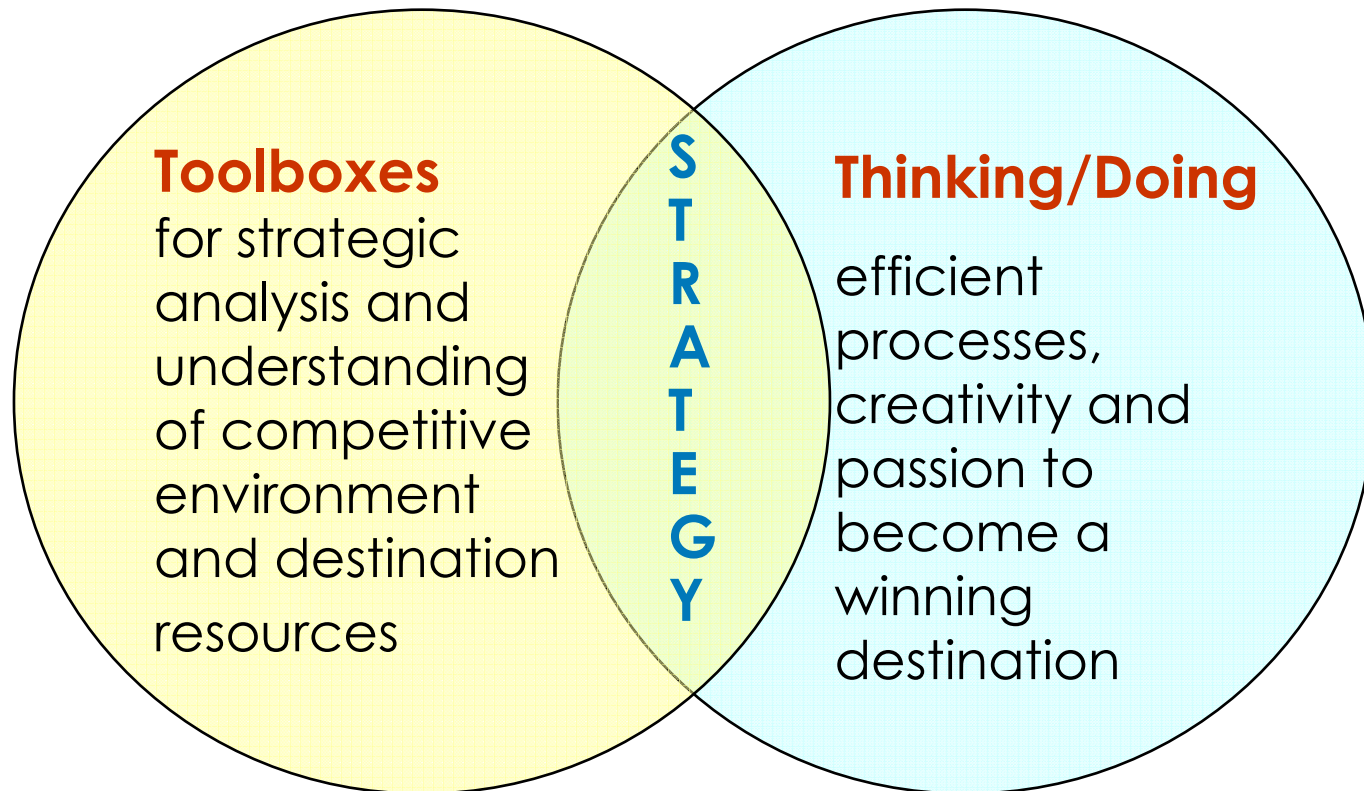 Toolboxes
for strategic
analysis and
understanding
of competitive
environment
and destination
resources
S
T
R
A
T
E
G
Y
Thinking/Doing
efficient
processes,
creativity and
passion to
become a
winning
destination